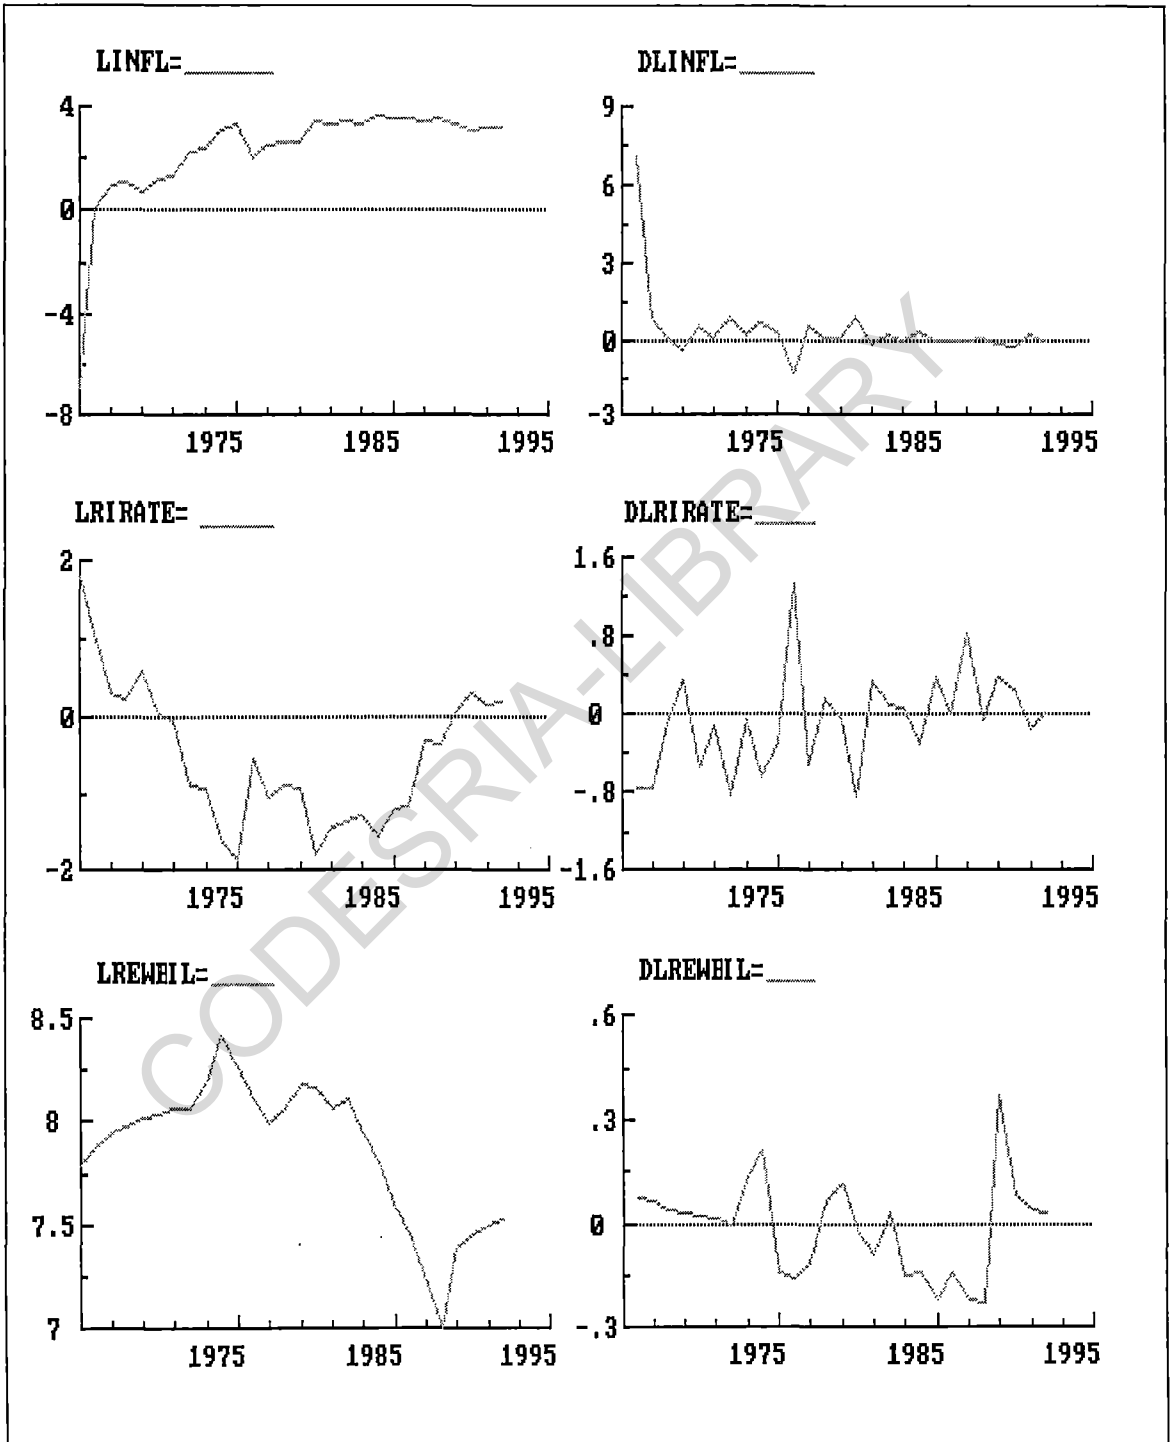 LINFL=
4
0
-4
-8
1975 1985 1995
DLINFL=
9
6
3
0
-3
1975 1985 1995
LRIRATE=
2
0
-2
1975 1985 1995
DLRIRATE=
1.6
.8
0
-.8
-1.6
1975 1985 1995
LREWBIL=
8.5
8
7.5
7
1975 1985 1995
DLREWBIL=
.6
.3
0
-.3
1975 1985 1995
CODESRIA-LIBRARY